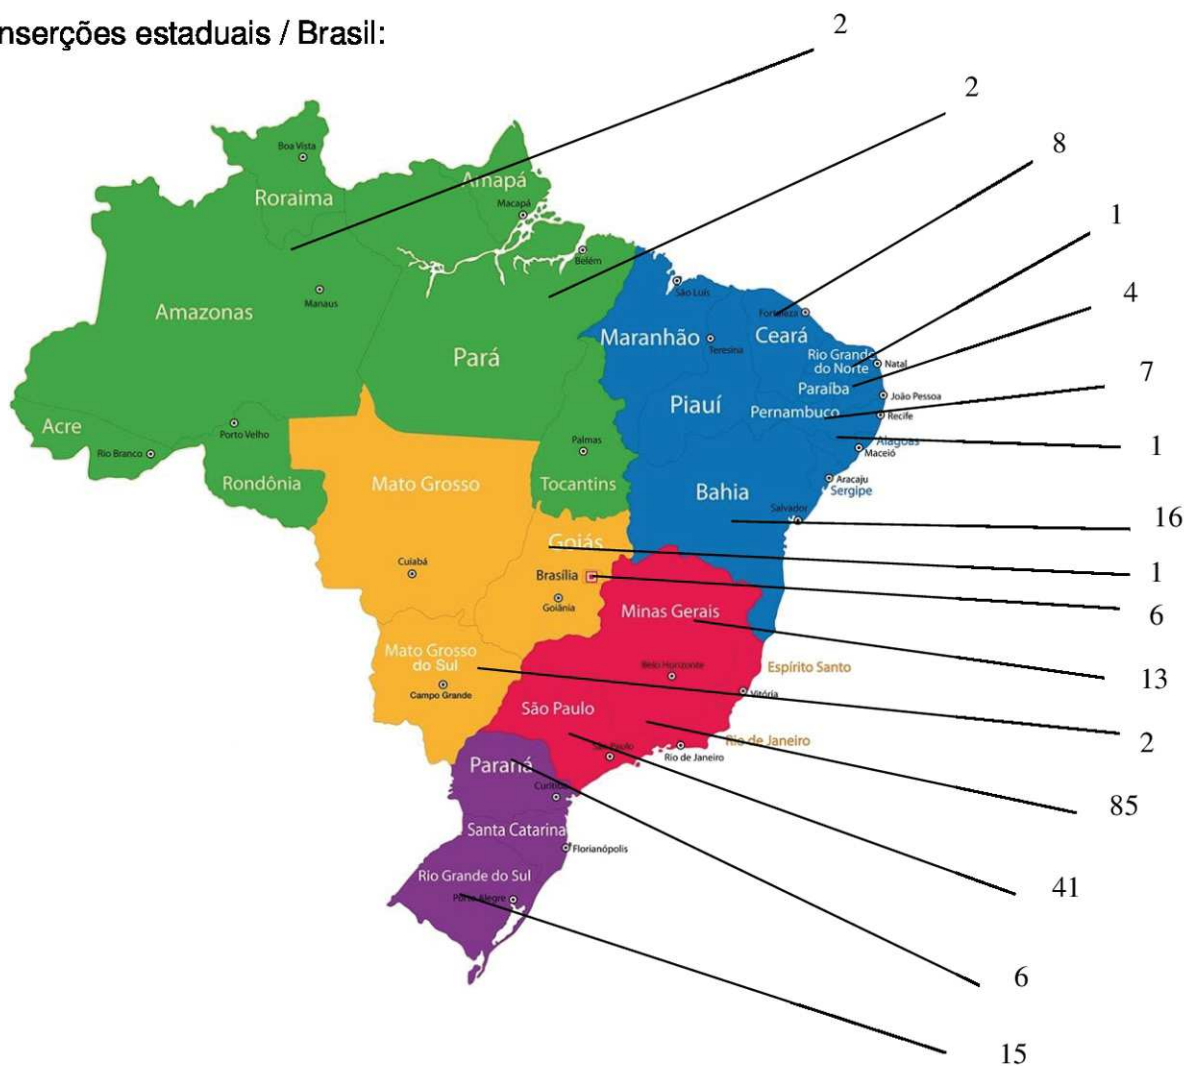 nserções estaduais / Brasil:
2
2
8
1
4
7
1
16
1
6
13
2
85
41
6
15
Boa Vista
Roraima
Amapá
Macapá
Belém
Amazonas
Manaus
Pará
Acre
Rio Branco
Porto Velho
Rondônia
Palmas
Tocantins
São Luís
Maranhão
Teresina
Fortaleza
Ceará
Rio Grande
do Norte
Natal
Paraíba
João Pessoa
Piauí
Pernambuco
Recife
Alagoas
Maceió
Aracaju
Sergipe
Bahia
Salvador
Mato Grosso
Cuiabá
Goiás
Brasília
Goiânia
Mato Grosso
do Sul
Campo Grande
Minas Gerais
Belo Horizonte
Espírito Santo
Vitória
São Paulo
São Paulo
Rio de Janeiro
Rio de Janeiro
Paraná
Curitiba
Santa Catarina
Florianópolis
Rio Grande do Sul
Porto Alegre